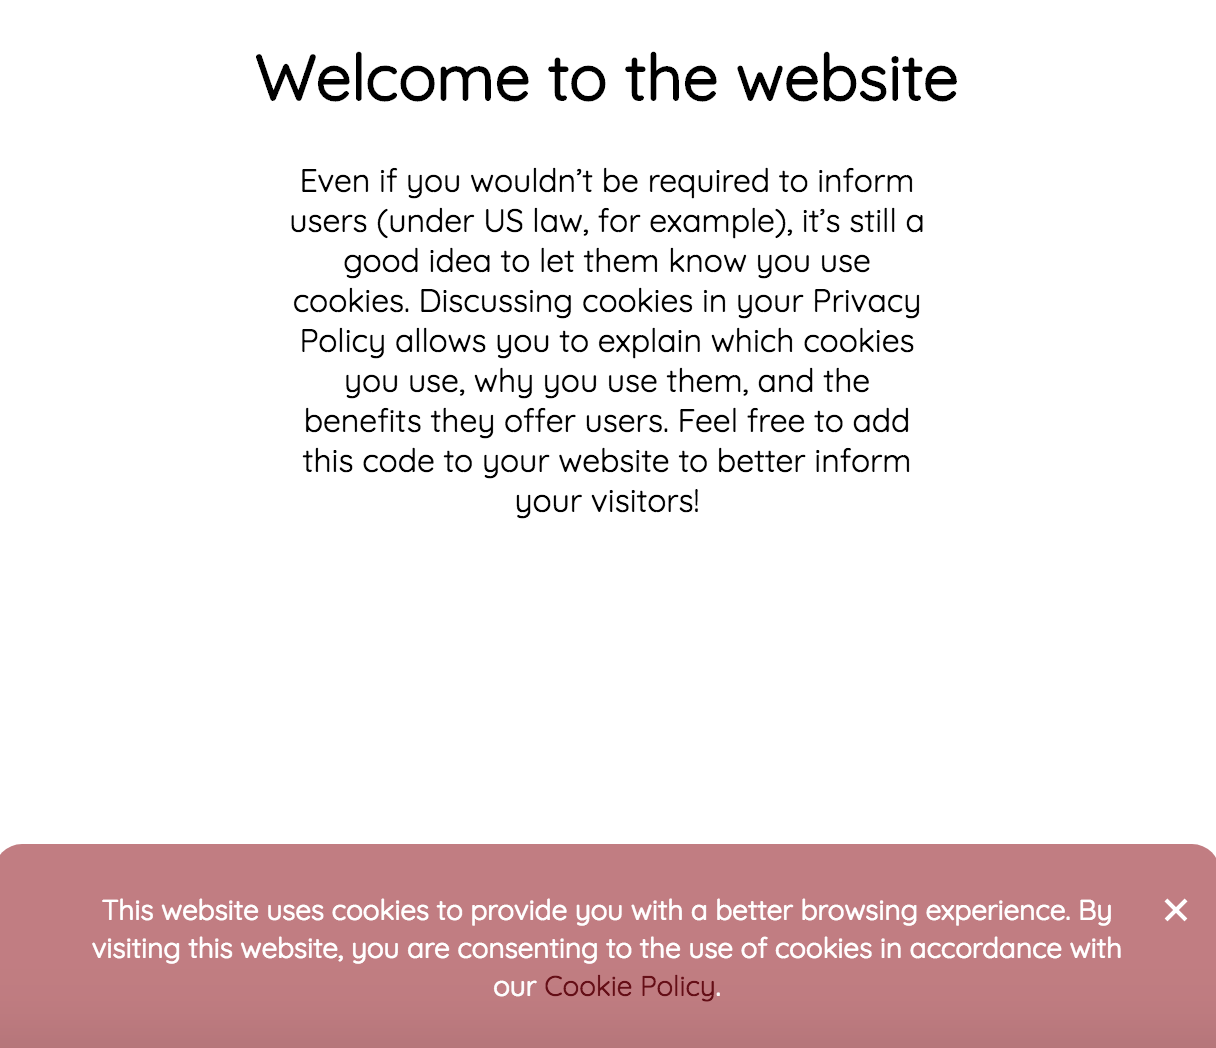 Welcome to the website
Even if you wouldn’t be required to inform
users (under US law, for example), it’s still a
good idea to let them know you use
cookies. Discussing cookies in your Privacy
Policy allows you to explain which cookies
you use, why you use them, and the
benefits they offer users. Feel free to add
this code to your website to better inform
your visitors!
This website uses cookies to provide you with a better browsing experience. By
visiting this website, you are consenting to the use of cookies in accordance with
our Cookie Policy.